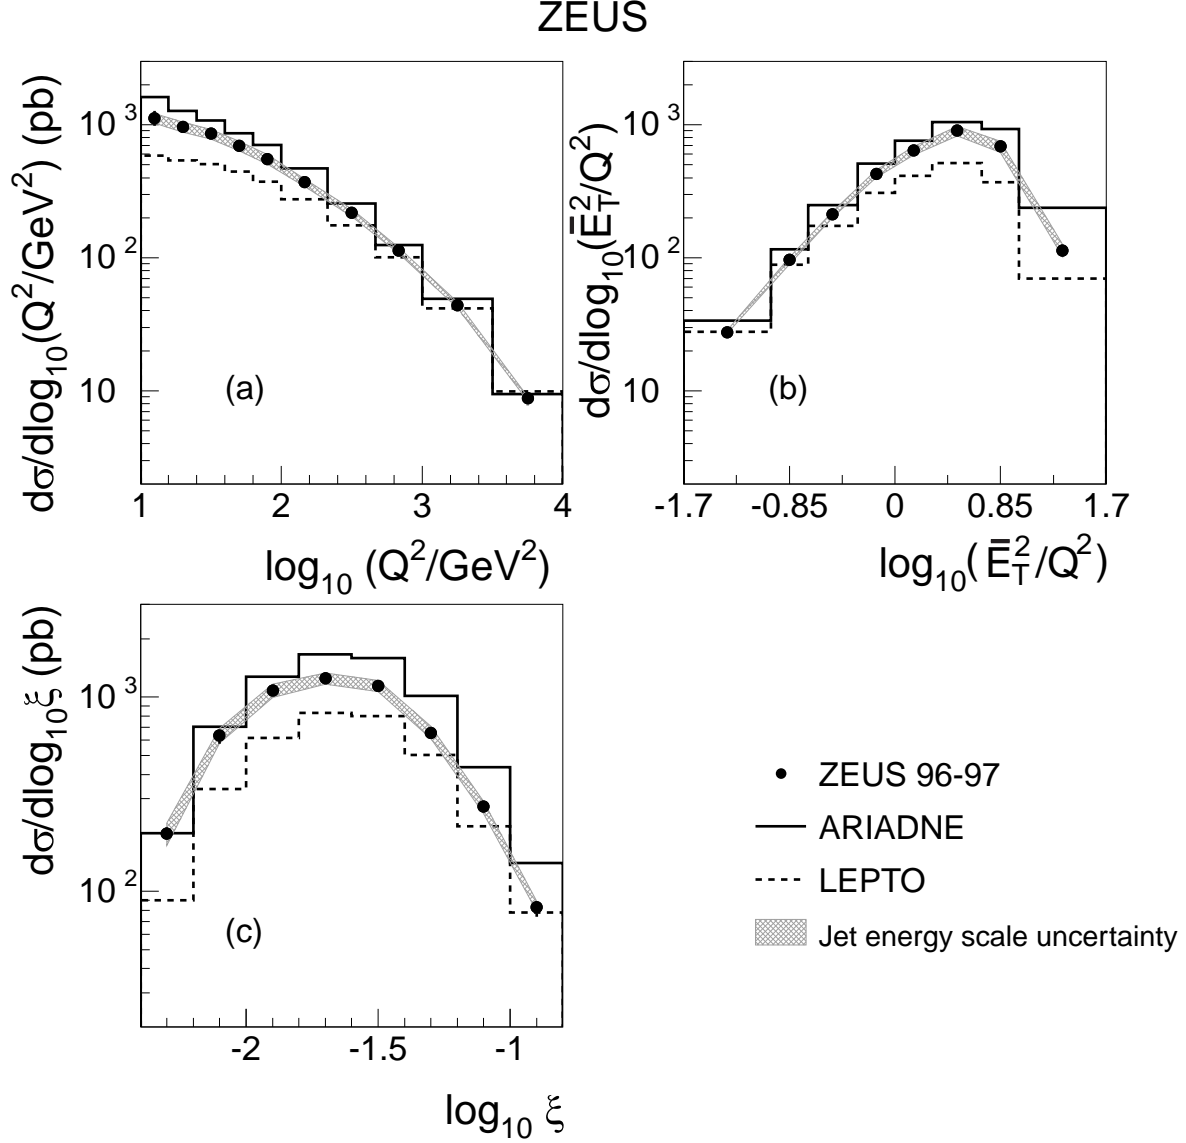 ZEUS
dσ/dlog₁₀(Q²/GeV²) (pb)
10³
10²
10
(a)
1 2 3 4
log₁₀ (Q²/GeV²)
dσ/dlog₁₀(Ē_T²/Q²)
10³
10²
10
(b)
-1.7 -0.85 0 0.85 1.7
log₁₀(Ē_T²/Q²)
dσ/dlog₁₀ξ (pb)
10³
10²
(c)
-2 -1.5 -1
log₁₀ ξ
ZEUS 96-97
ARIADNE
LEPTO
Jet energy scale uncertainty